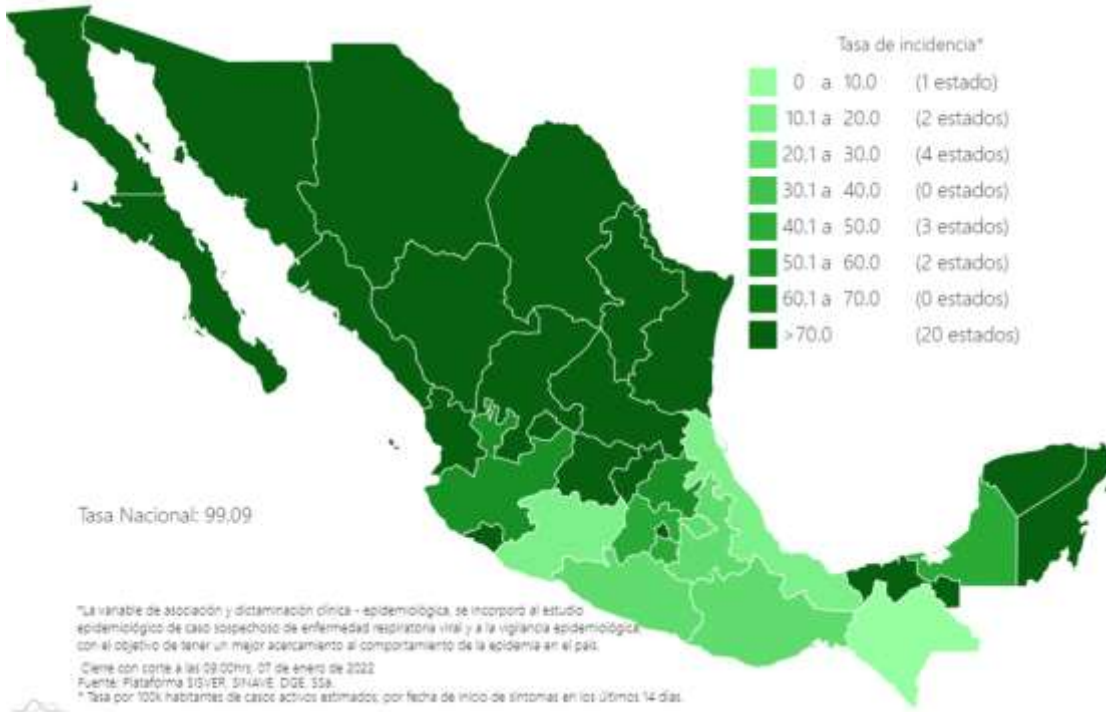 Tasa de incidencia*
0 a 10.0 (1 estado)
10.1 a 20.0 (2 estados)
20.1 a 30.0 (4 estados)
30.1 a 40.0 (0 estados)
40.1 a 50.0 (3 estados)
50.1 a 60.0 (2 estados)
60.1 a 70.0 (0 estados)
>70.0 (20 estados)
Tasa Nacional: 99.09
*La variable de asociación y dictaminación clínica - epidemiológica, se incorporó al estudio
epidemiológico de caso sospechoso de enfermedad respiratoria viral y a la vigilancia epidemiológica
con el objetivo de tener un mejor acercamiento al comportamiento de la epidemia en el país.
Cierre con corte a las 09:00hrs, 07 de enero de 2022
Fuente: Plataforma SISVER, SINAVE, DGE, SSa.
* Tasa por 100k habitantes de casos activos estimados, por fecha de inicio de síntomas en los últimos 14 días.